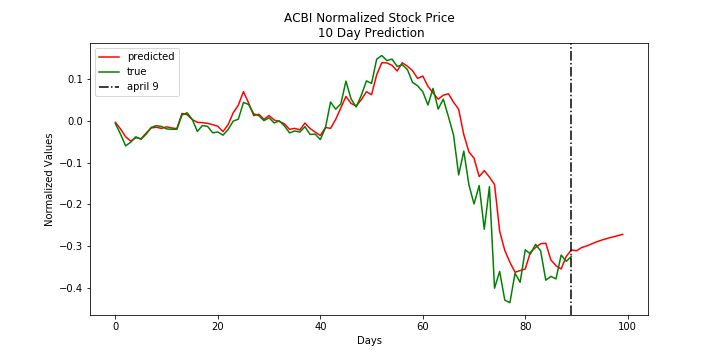 ACBI Normalized Stock Price
10 Day Prediction
predicted
true
april 9
0.1
0.0
−0.1
−0.2
−0.3
−0.4
Normalized Values
0 20 40 60 80 100
Days